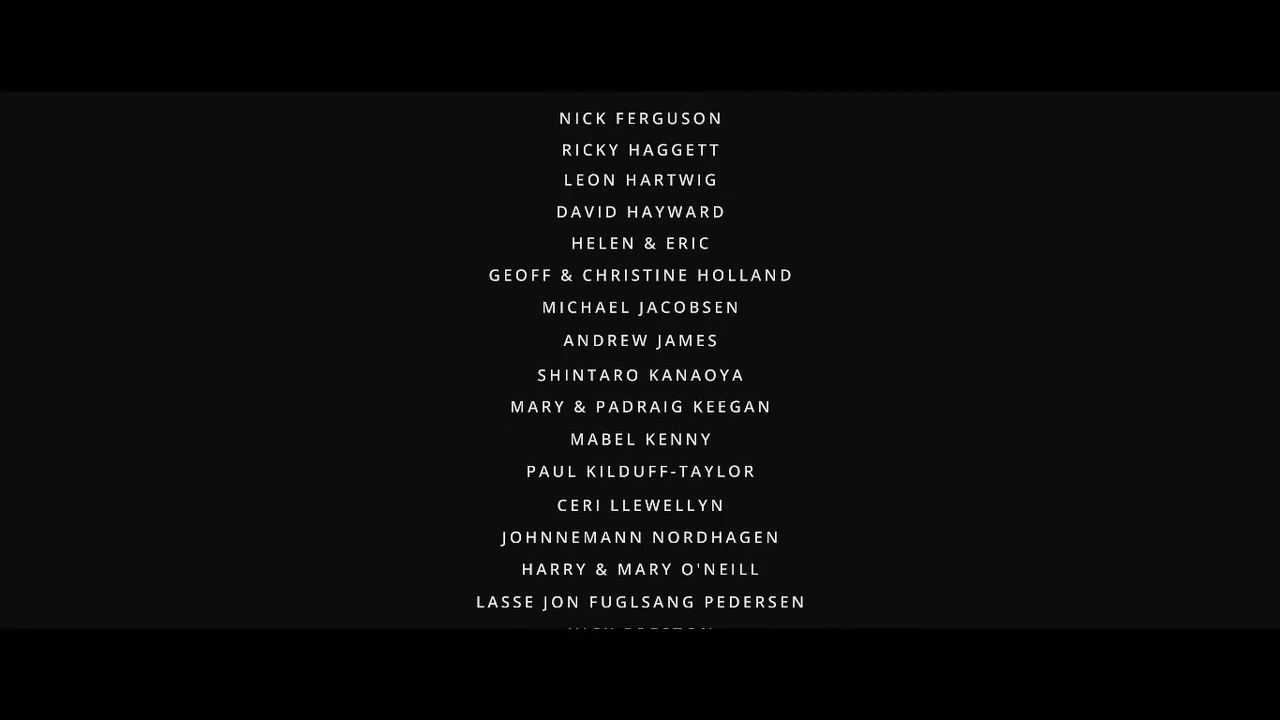 NICK FERGUSON
RICKY HAGGETT
LEON HARTWIG
DAVID HAYWARD
HELEN & ERIC
GEOFF & CHRISTINE HOLLAND
MICHAEL JACOBSEN
ANDREW JAMES
SHINTARO KANAOYA
MARY & PADRAIG KEEGAN
MABEL KENNY
PAUL KILDUFF-TAYLOR
CERI LLEWELLYN
JOHNNEMANN NORDHAGEN
HARRY & MARY O'NEILL
LASSE JON FUGLSANG PEDERSEN